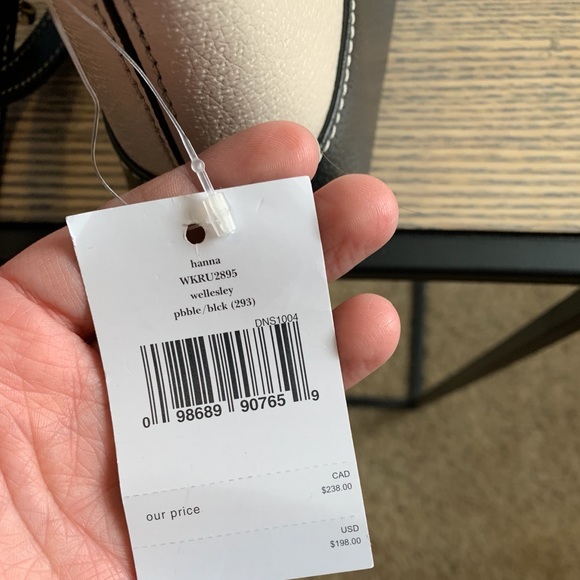 hanna
WKRU2895
wellesley
pbble/blck (293)
DNS1004
0 98689 90765 9
CAD
$238.00
our price
USD
$198.00